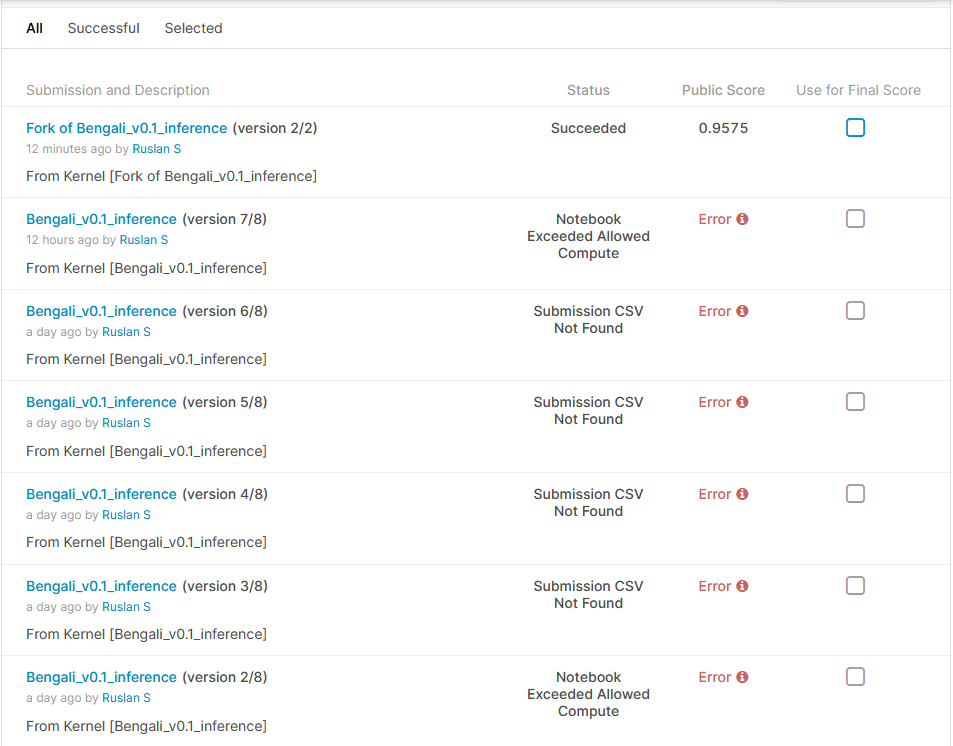 All Successful Selected
Submission and Description Status Public Score Use for Final Score
Fork of Bengali_v0.1_inference (version 2/2) Succeeded 0.9575
12 minutes ago by Ruslan S
From Kernel [Fork of Bengali_v0.1_inference]
Bengali_v0.1_inference (version 7/8) Notebook Error
12 hours ago by Ruslan S Exceeded Allowed
Compute
From Kernel [Bengali_v0.1_inference]
Bengali_v0.1_inference (version 6/8) Submission CSV Error
a day ago by Ruslan S Not Found
From Kernel [Bengali_v0.1_inference]
Bengali_v0.1_inference (version 5/8) Submission CSV Error
a day ago by Ruslan S Not Found
From Kernel [Bengali_v0.1_inference]
Bengali_v0.1_inference (version 4/8) Submission CSV Error
a day ago by Ruslan S Not Found
From Kernel [Bengali_v0.1_inference]
Bengali_v0.1_inference (version 3/8) Submission CSV Error
a day ago by Ruslan S Not Found
From Kernel [Bengali_v0.1_inference]
Bengali_v0.1_inference (version 2/8) Notebook Error
a day ago by Ruslan S Exceeded Allowed
Compute
From Kernel [Bengali_v0.1_inference]